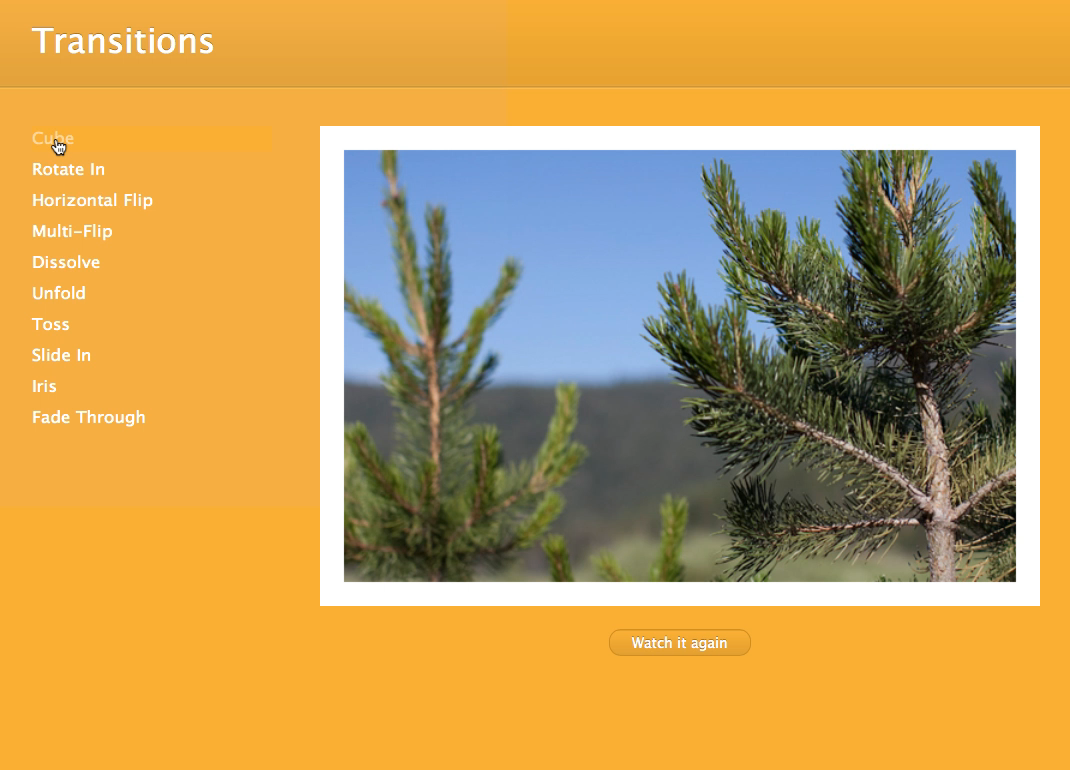 Transitions
Cube
Rotate In
Horizontal Flip
Multi-Flip
Dissolve
Unfold
Toss
Slide In
Iris
Fade Through
Watch it again